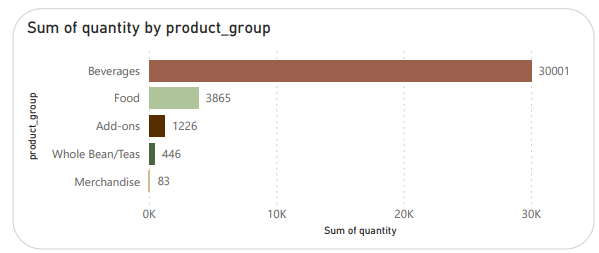 Sum of quantity by product_group
product_group
Beverages 30001
Food 3865
Add-ons 1226
Whole Bean/Teas 446
Merchandise 83
0K 10K 20K 30K
Sum of quantity